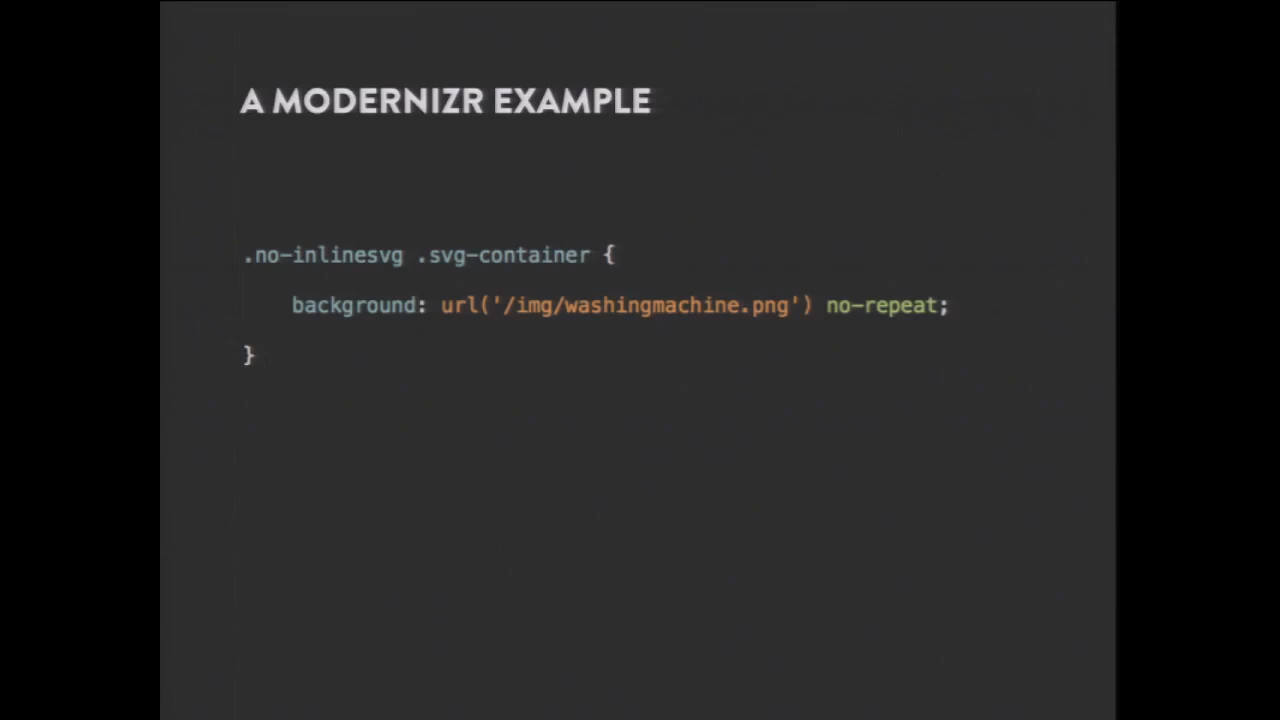 A MODERNIZR EXAMPLE
.no-inlinesvg .svg-container {
    background: url('/img/washingmachine.png') no-repeat;
}